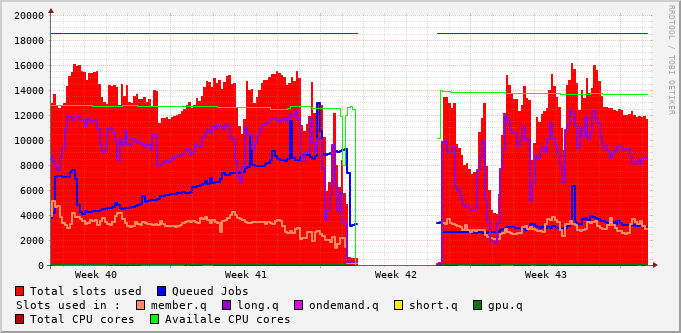 20000
18000
16000
14000
12000
10000
8000
6000
4000
2000
0
Week 40 Week 41 Week 42 Week 43
RRDTOOL / TOBI OETIKER
Total slots used Queued Jobs
Slots used in : member.q long.q ondemand.q short.q gpu.q
Total CPU cores Availale CPU cores